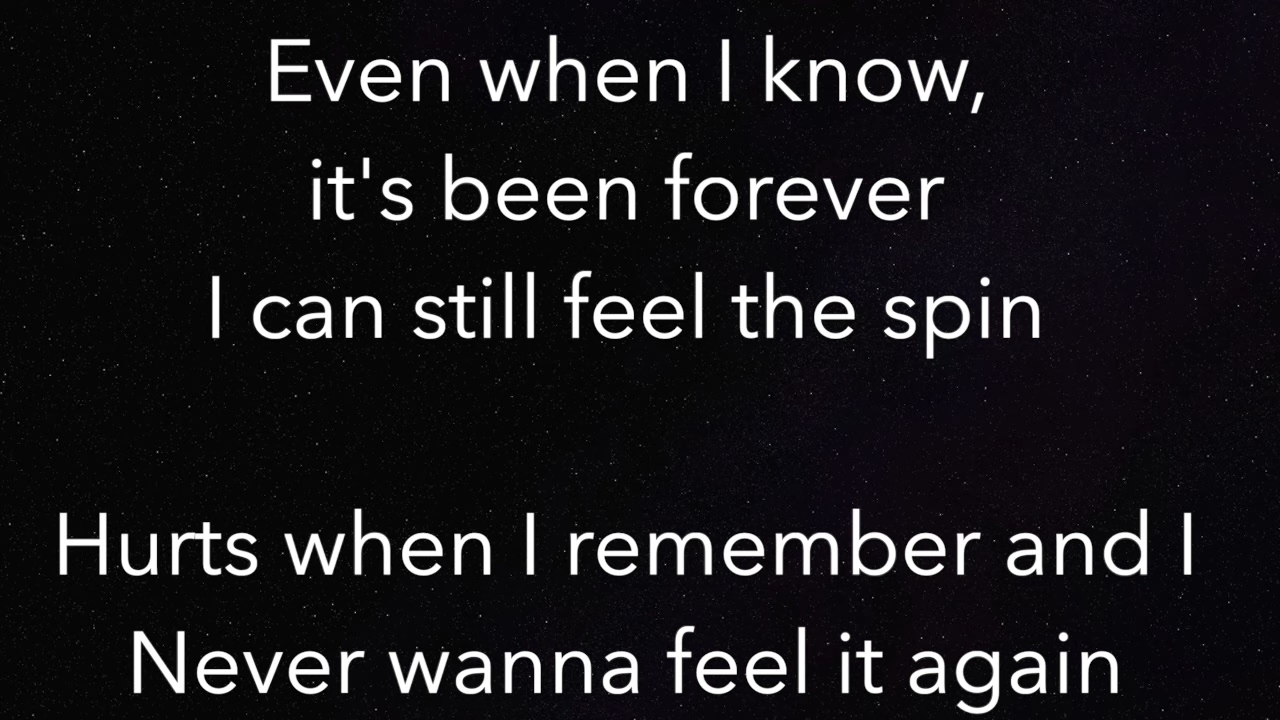 Even when I know,
it's been forever
I can still feel the spin
Hurts when I remember and I
Never wanna feel it again